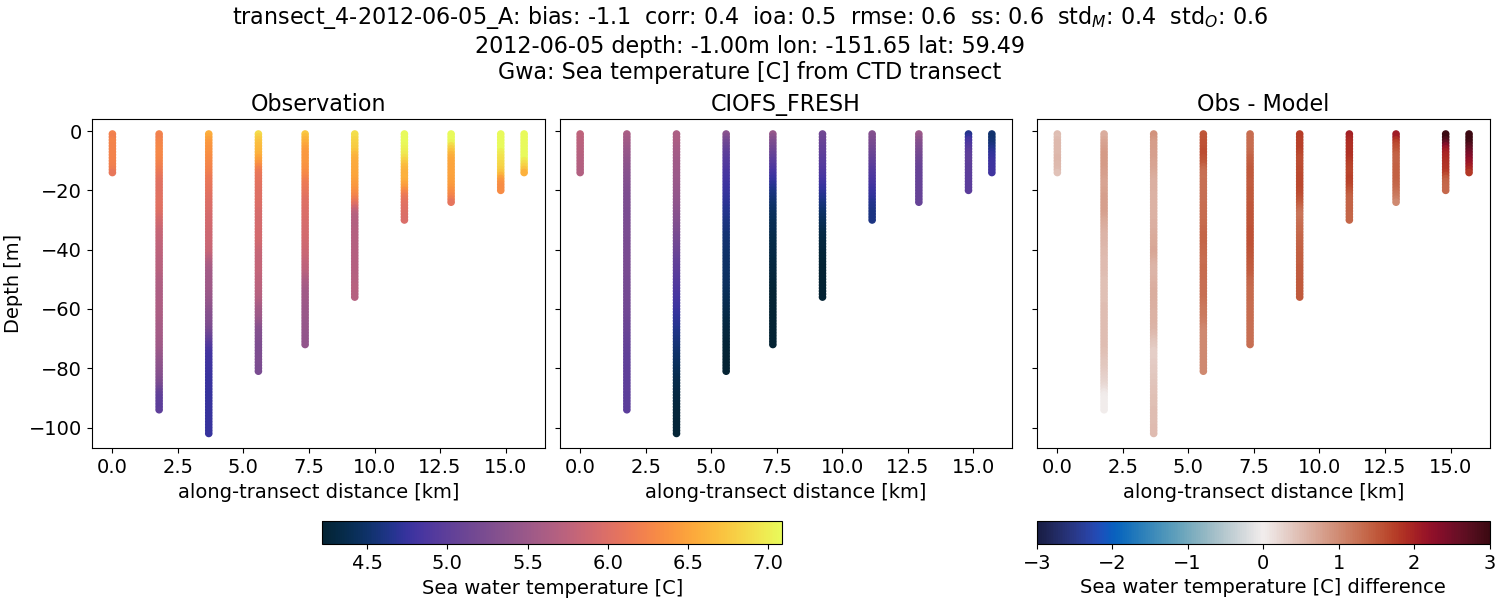 transect_4-2012-06-05_A: bias: -1.1  corr: 0.4  ioa: 0.5  rmse: 0.6  ss: 0.6  std_M: 0.4  std_O: 0.6
2012-06-05 depth: -1.00m lon: -151.65 lat: 59.49
Gwa: Sea temperature [C] from CTD transect
Observation
CIOFS_FRESH
Obs - Model
Depth [m]
0
−20
−40
−60
−80
−100
0.0 2.5 5.0 7.5 10.0 12.5 15.0
0.0 2.5 5.0 7.5 10.0 12.5 15.0
0.0 2.5 5.0 7.5 10.0 12.5 15.0
along-transect distance [km]
along-transect distance [km]
along-transect distance [km]
4.5 5.0 5.5 6.0 6.5 7.0
Sea water temperature [C]
−3 −2 −1 0 1 2 3
Sea water temperature [C] difference